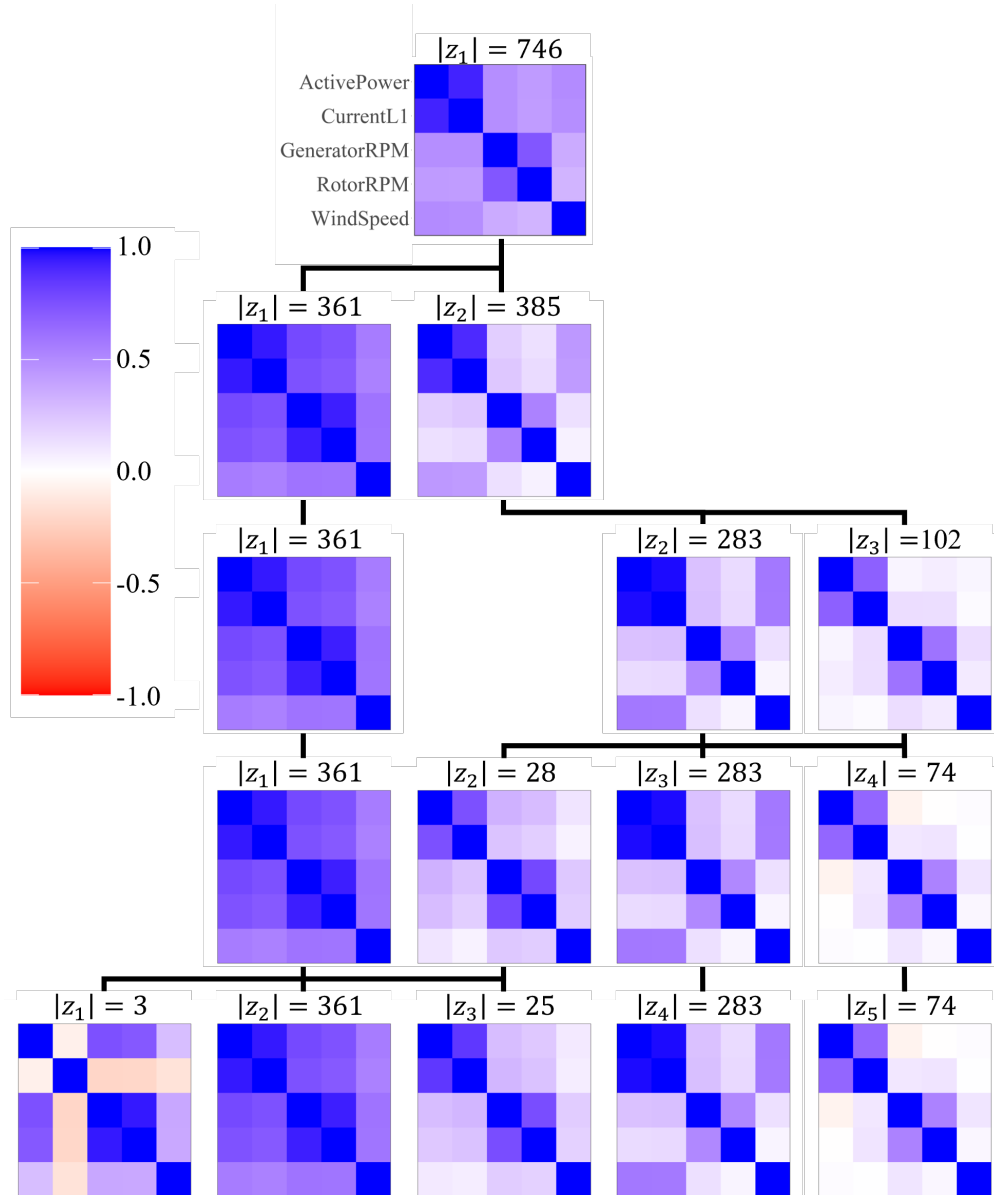 |z₁| = 746
ActivePower
CurrentL1
GeneratorRPM
RotorRPM
WindSpeed
1.0
0.5
0.0
-0.5
-1.0
|z₁| = 361
|z₂| = 385
|z₁| = 361
|z₂| = 283
|z₃| =102
|z₁| = 361
|z₂| = 28
|z₃| = 283
|z₄| = 74
|z₁| = 3
|z₂| = 361
|z₃| = 25
|z₄| = 283
|z₅| = 74